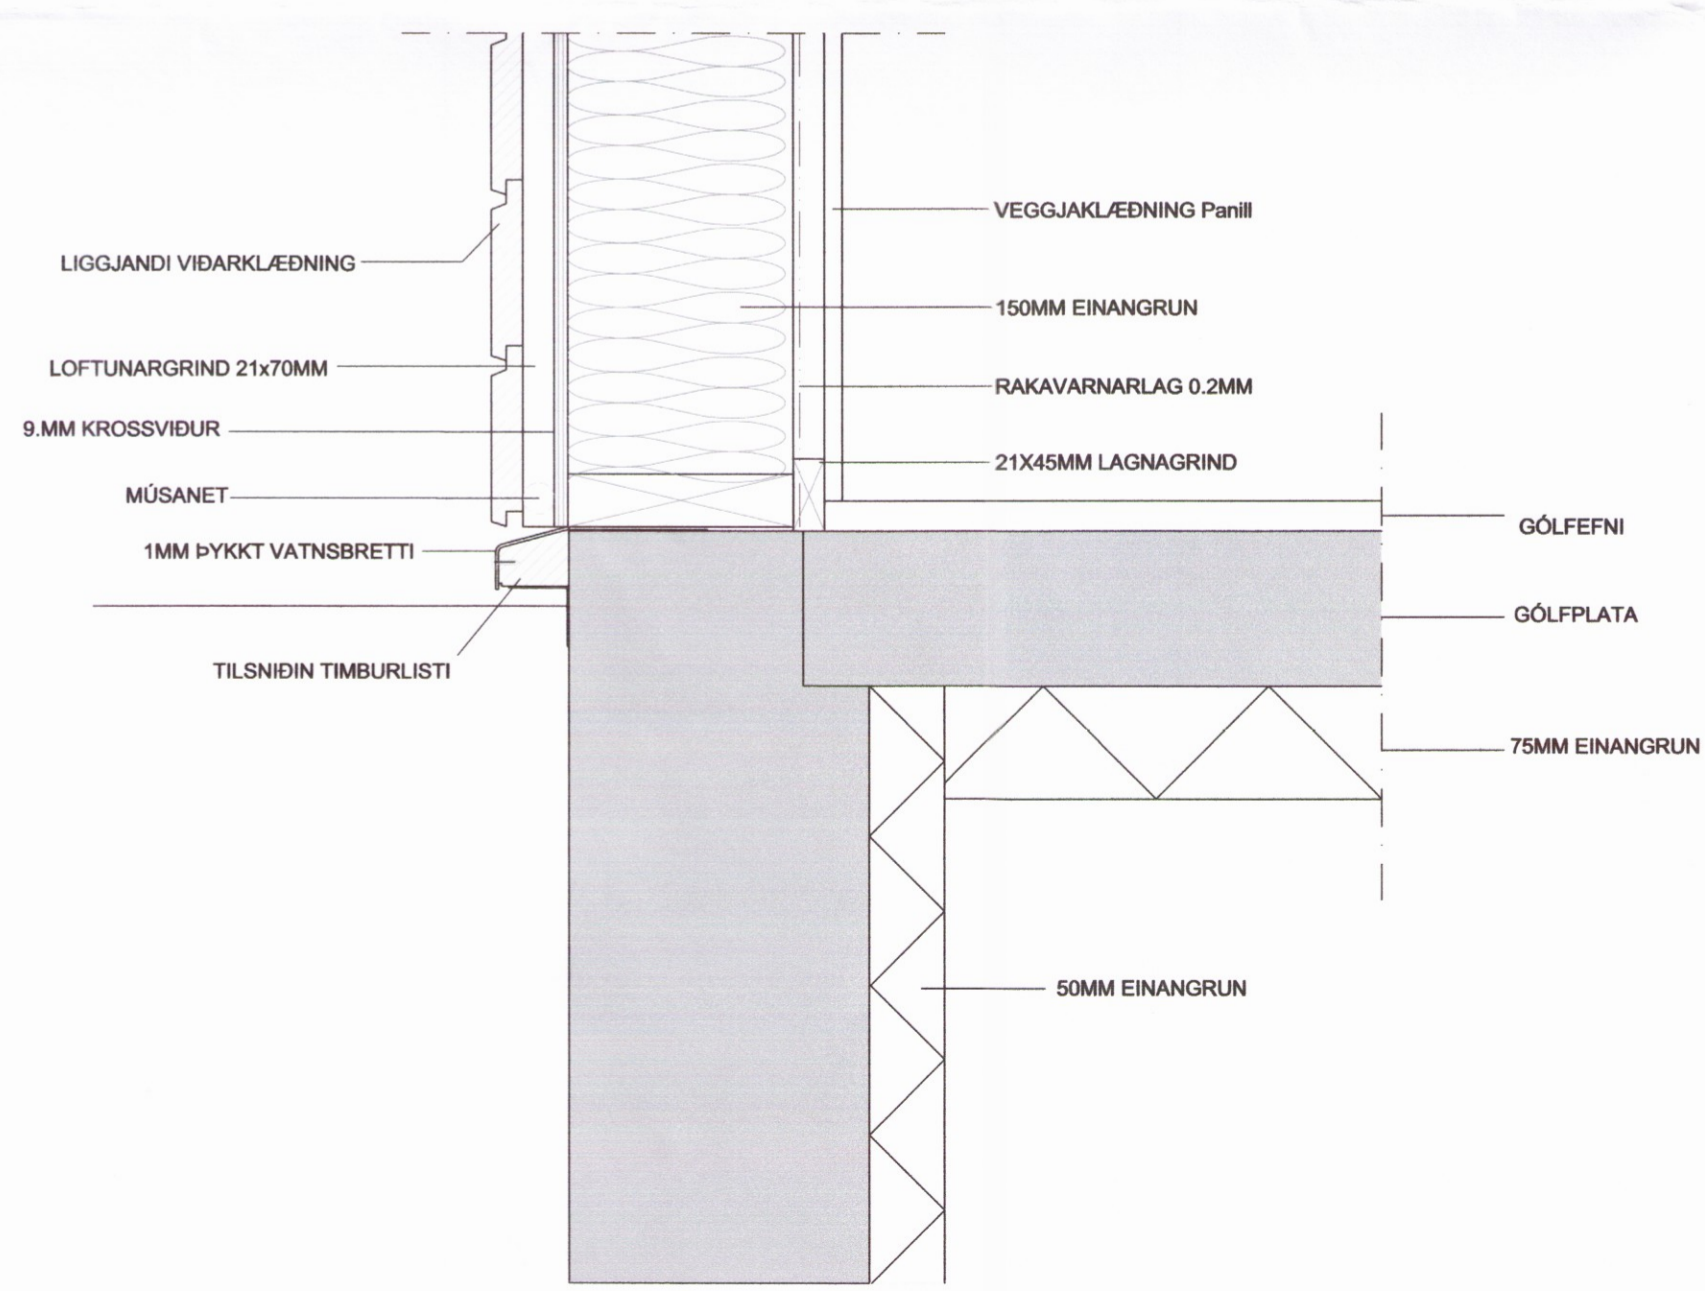 VEGGJAKLÆÐNING Panill
LIGGJANDI VIÐARKLÆÐNING
150MM EINANGRUN
LOFTUNARGRIND 21x70MM
RAKAVARNARLAG 0.2MM
9.MM KROSSVIÐUR
21X45MM LAGNAGRIND
MÚSANET
GÓLFEFNI
1MM ÞYKKT VATNSBRETTI
GÓLFPLATA
TILSNIÐIN TIMBURLISTI
75MM EINANGRUN
50MM EINANGRUN